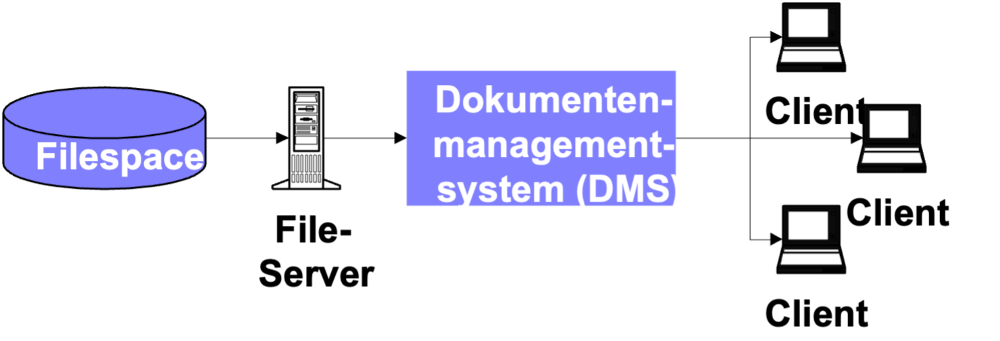 Filespace
File-
Server
Dokumenten-
management-
system (DMS)
Client
Client
Client